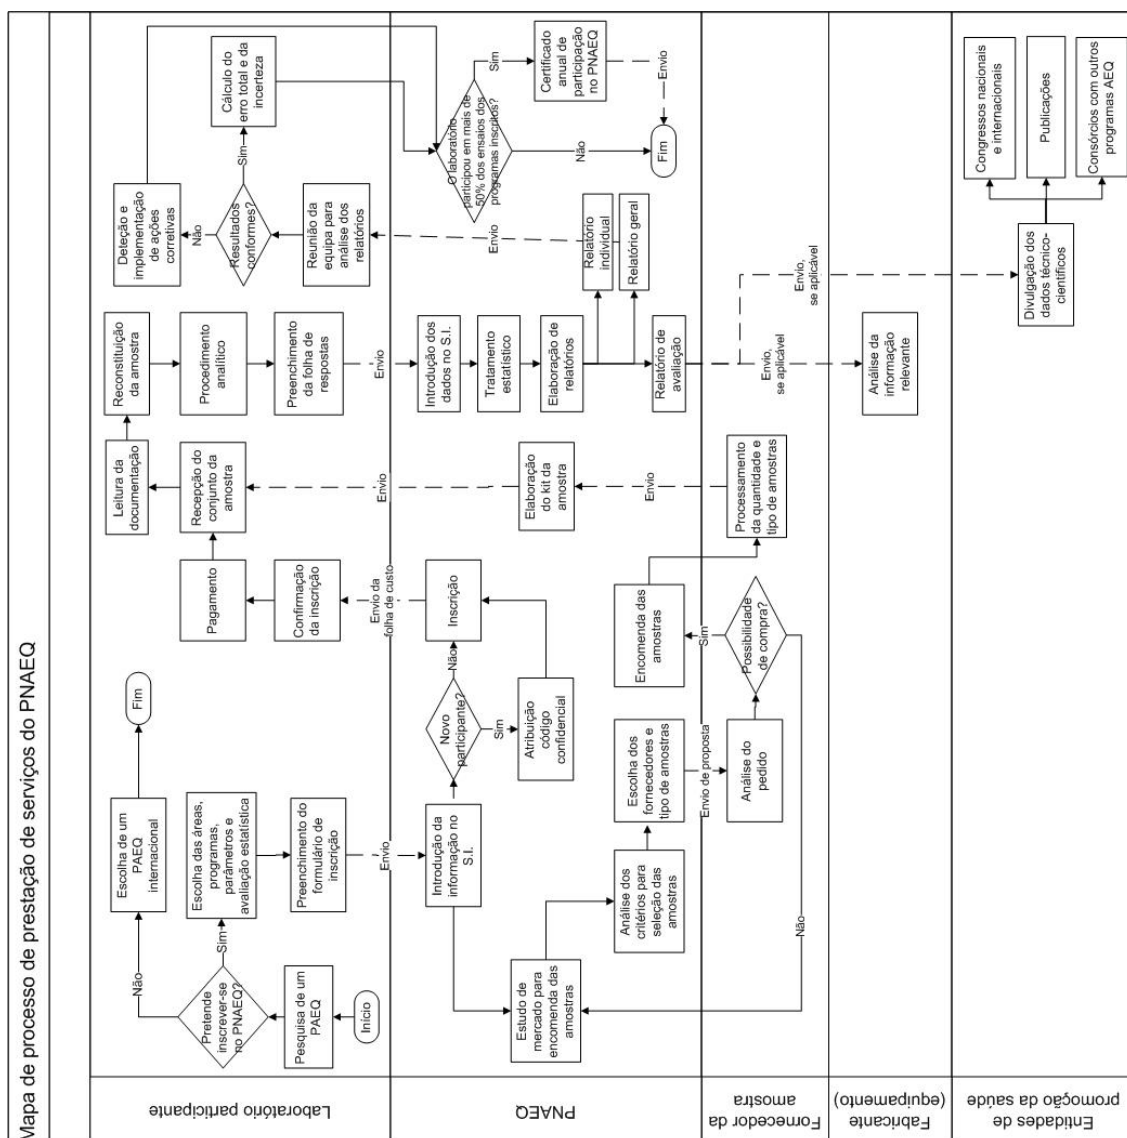 Mapa de processo de prestação de serviços do PNAEQ
Laboratório participante
Início
Pesquisa de um
PAEQ
Pretende
inscrever-se
no PNAEQ?
Não
Sim
Escolha de um
PAEQ
internacional
Fim
Escolha das áreas,
programas,
parâmetros e
avaliação estatística
Preenchimento do
formulário de
inscrição
Envio
Pagamento
Confirmação
da inscrição
Envio da
folha de custo
Leitura da
documentação
Recepção do
conjunto da
amostra
Envio
Reconstituição
da amostra
Procedimento
analítico
Preenchimento
da folha de
respostas
Envio
Deteção e
implementação
de ações
corretivas
Não
Resultados
conformes?
Sim
Cálculo do
erro total e da
incerteza
Reunião da
equipa para
análise dos
relatórios
Envio
PNAEQ
Introdução da
informação no
S.I.
Novo
participante?
Não
Sim
Inscrição
Atribuição
código
confidencial
Estudo de
mercado para
encomenda das
amostras
Análise dos
critérios para
seleção das
amostras
Escolha dos
fornecedores e
tipo de amostras
Envio de proposta
Encomenda das
amostras
Elaboração
do kit da
amostra
Envio
Introdução dos
dados no S.I.
Tratamento
estatístico
Elaboração de
relatórios
Relatório
individual
Relatório geral
Relatório de
avaliação
O laboratório
participou em mais de
50% dos ensaios dos
programas inscritos?
Sim
Não
Certificado
anual de
participação
no PNAEQ
Envio
Fim
Fornecedor da
amostra
Análise do
pedido
Possibilidade
de compra?
Sim
Não
Processamento
da quantidade e
tipo de amostras
Fabricante
(equipamento)
Envio,
se aplicável
Análise da
informação
relevante
Envio,
se aplicável
Entidades de
promoção da saúde
Divulgação dos
dados técnico-
científicos
Congressos nacionais
e internacionais
Publicações
Consórcios com outros
programas AEQ